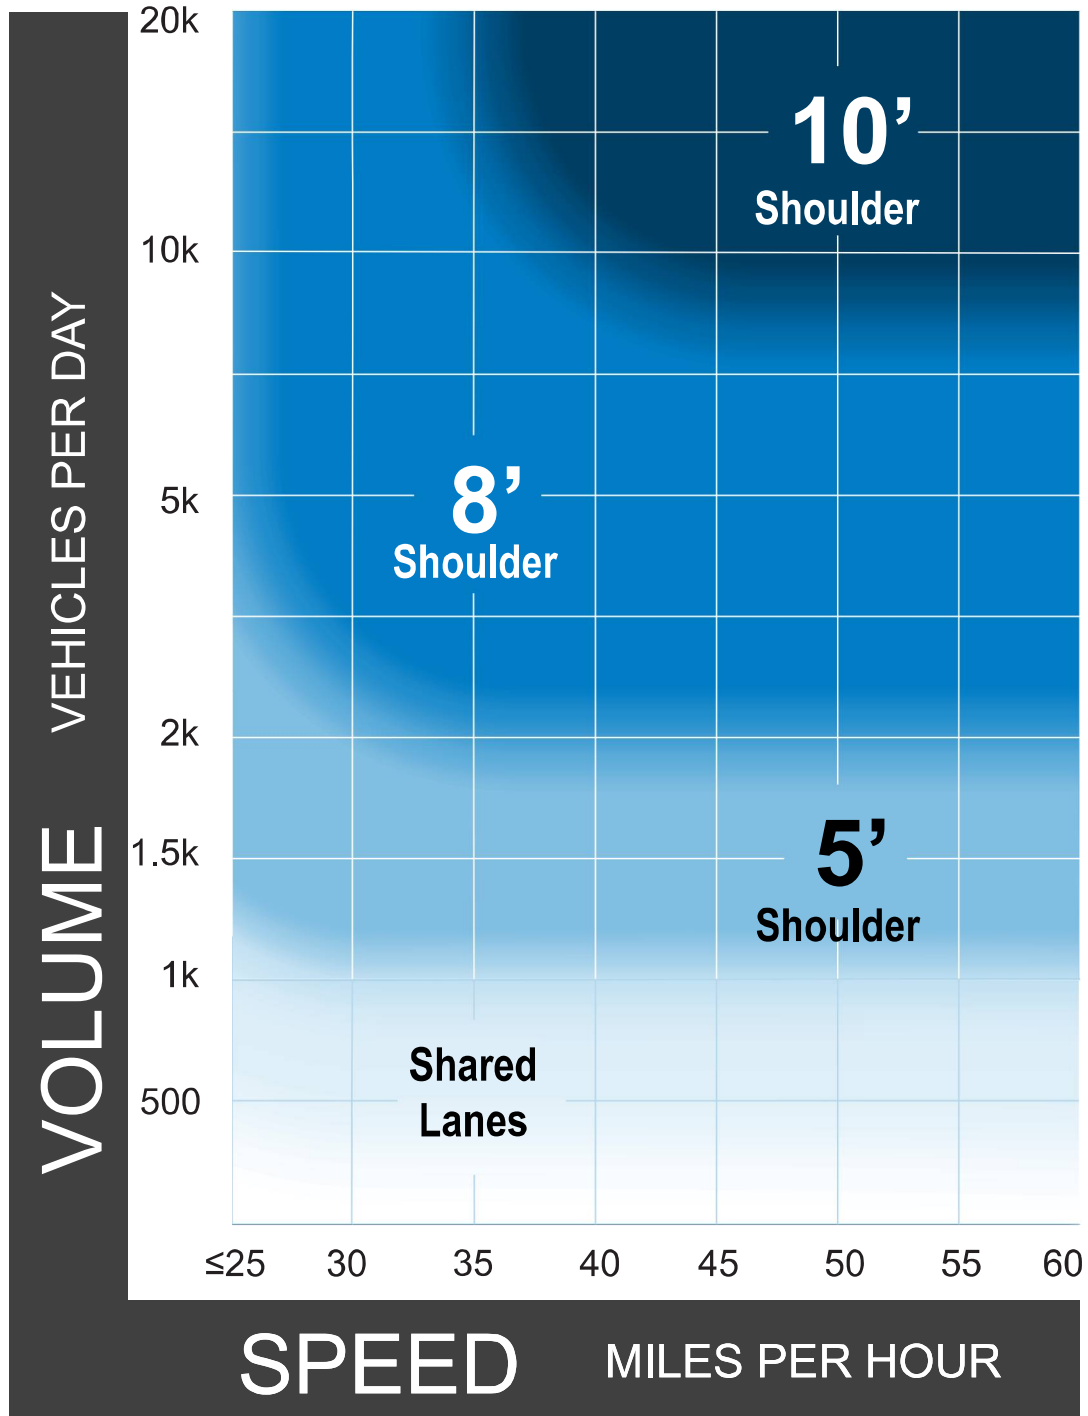 20k
10k
5k
2k
1.5k
1k
500
VOLUME VEHICLES PER DAY
10’
Shoulder
8’
Shoulder
5’
Shoulder
Shared
Lanes
≤25 30 35 40 45 50 55 60
SPEED MILES PER HOUR